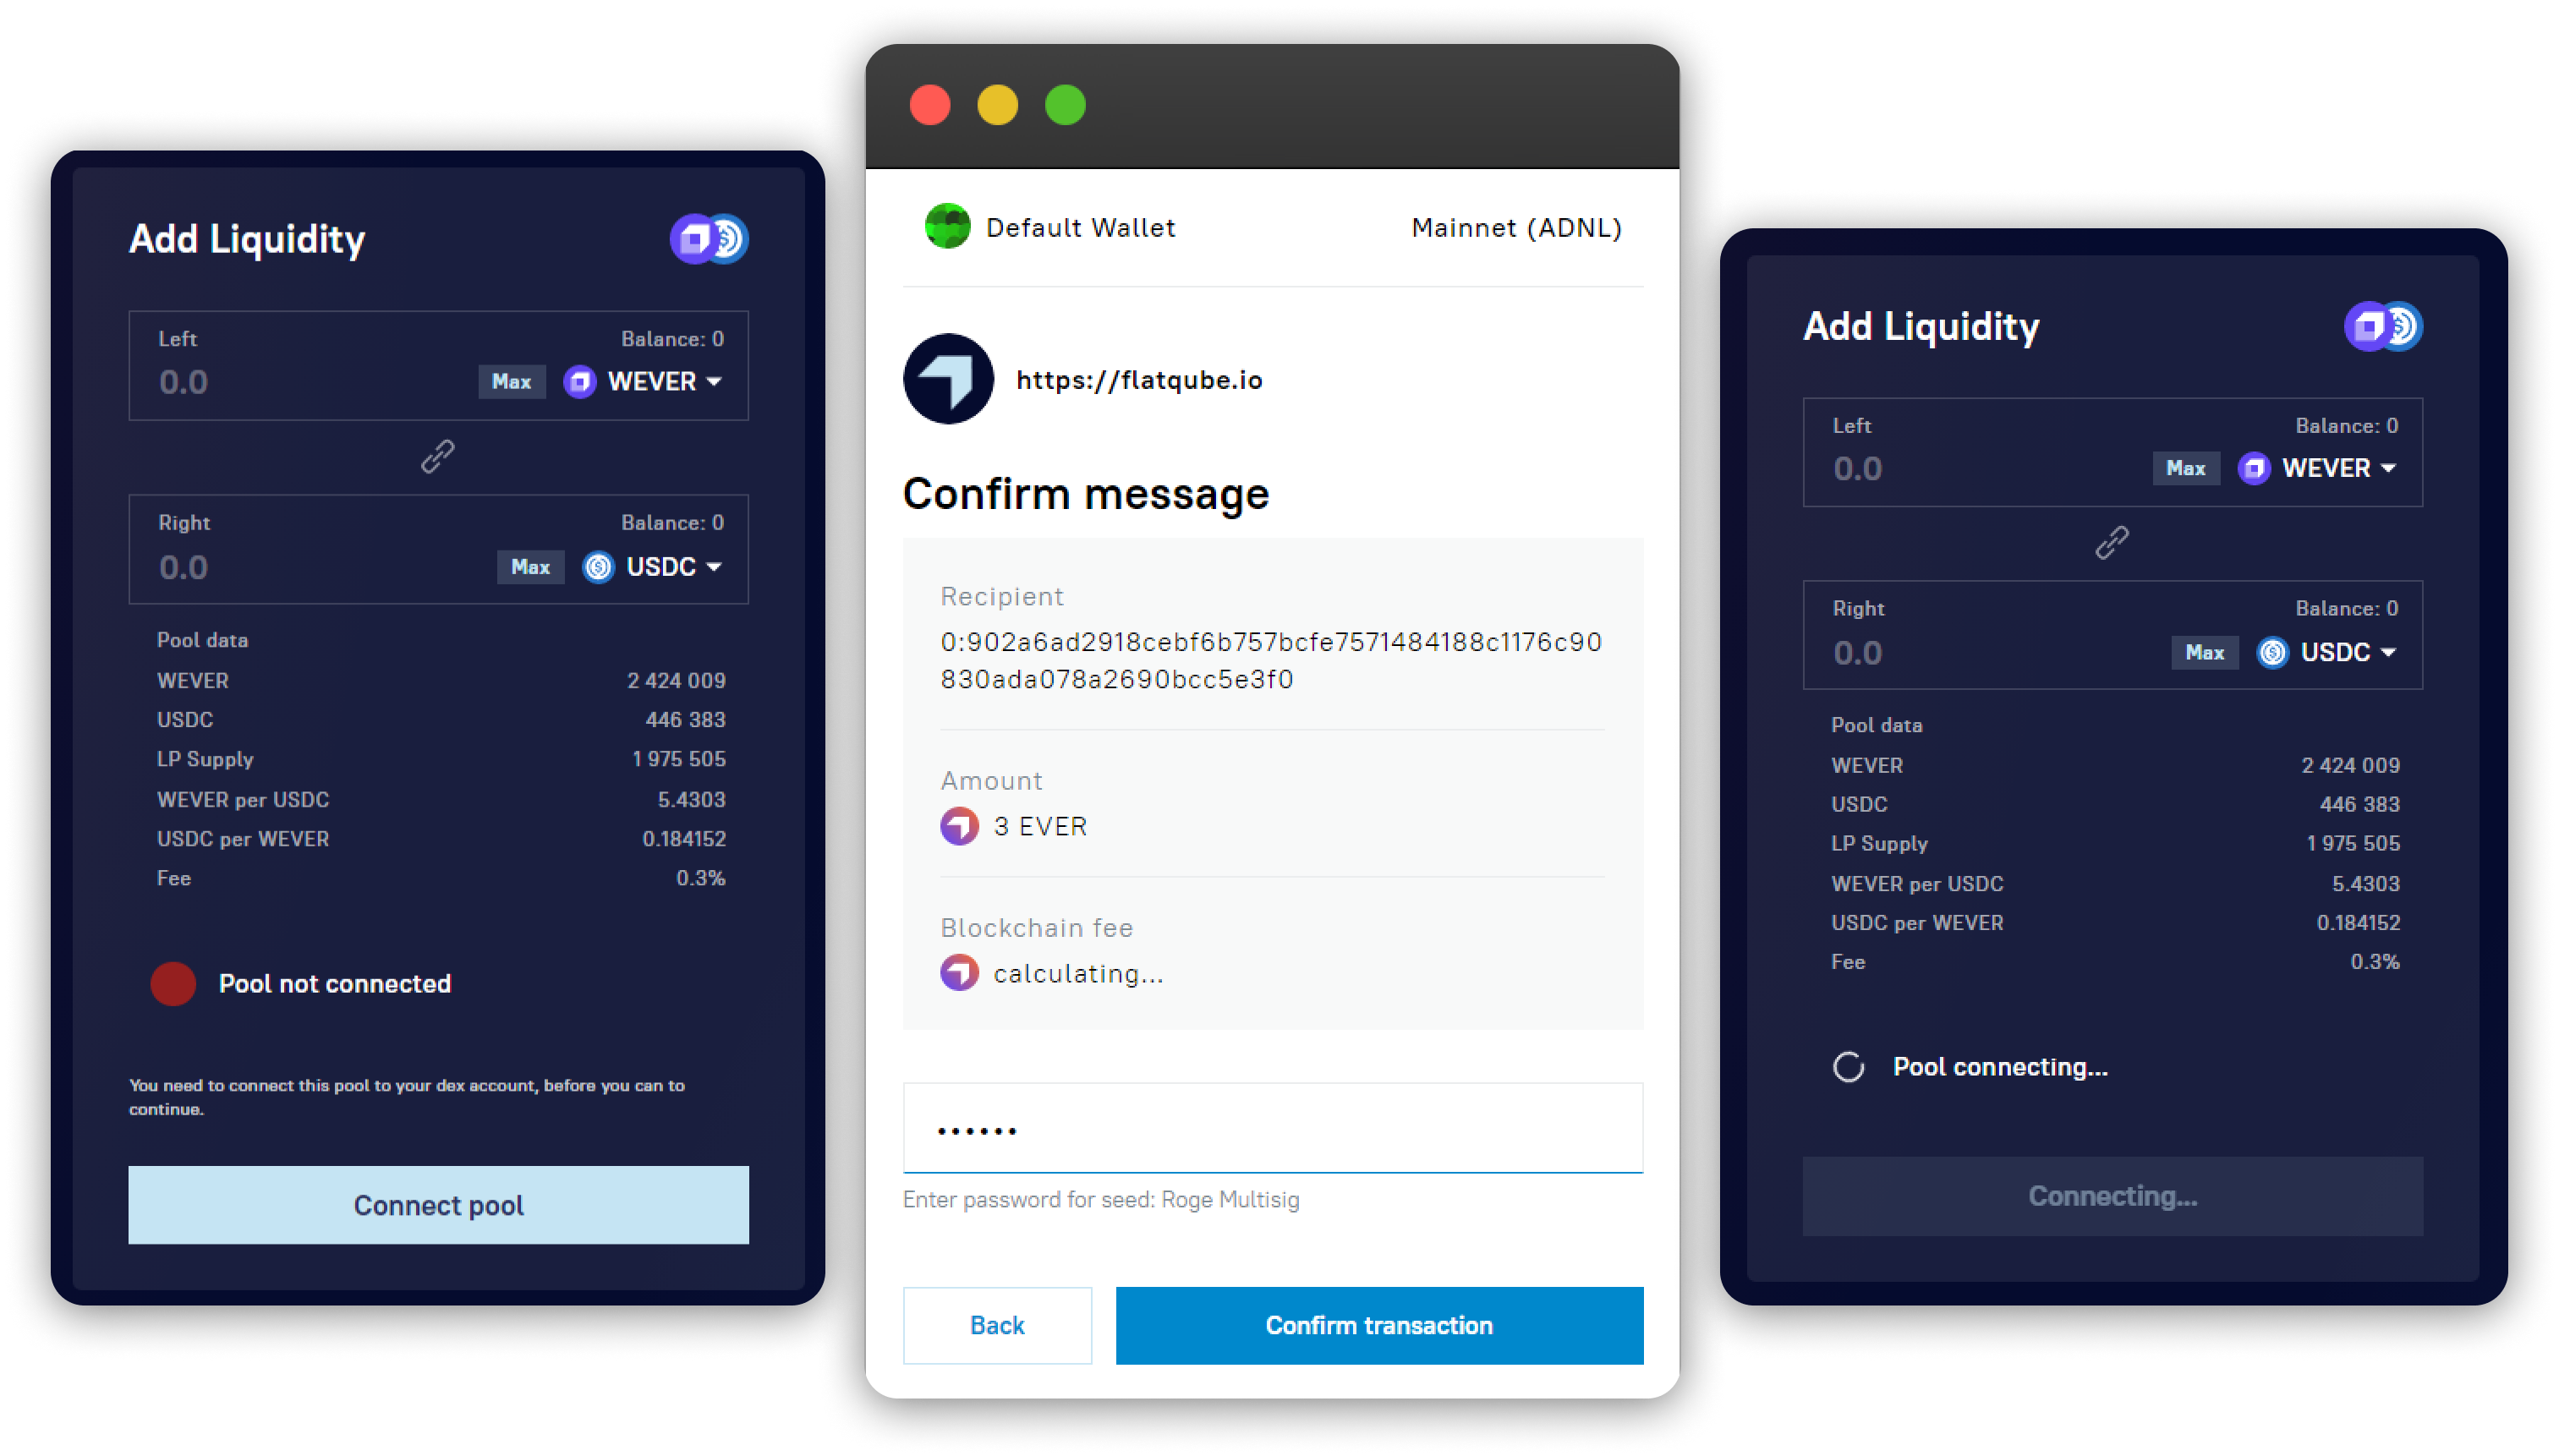 Add Liquidity
Left Balance: 0
0.0 Max WEVER
Right Balance: 0
0.0 Max USDC
Pool data
WEVER 2 424 009
USDC 446 383
LP Supply 1 975 505
WEVER per USDC 5.4303
USDC per WEVER 0.184152
Fee 0.3%
Pool not connected
You need to connect this pool to your dex account, before you can to
continue.
Connect pool
Default Wallet Mainnet (ADNL)
https://flatqube.io
Confirm message
Recipient
0:902a6ad2918cebf6b757bcfe7571484188c1176c90
830ada078a2690bcc5e3f0
Amount
3 EVER
Blockchain fee
calculating...
••••••
Enter password for seed: Roge Multisig
Back Confirm transaction
Add Liquidity
Left Balance: 0
0.0 Max WEVER
Right Balance: 0
0.0 Max USDC
Pool data
WEVER 2 424 009
USDC 446 383
LP Supply 1 975 505
WEVER per USDC 5.4303
USDC per WEVER 0.184152
Fee 0.3%
Pool connecting...
Connecting...